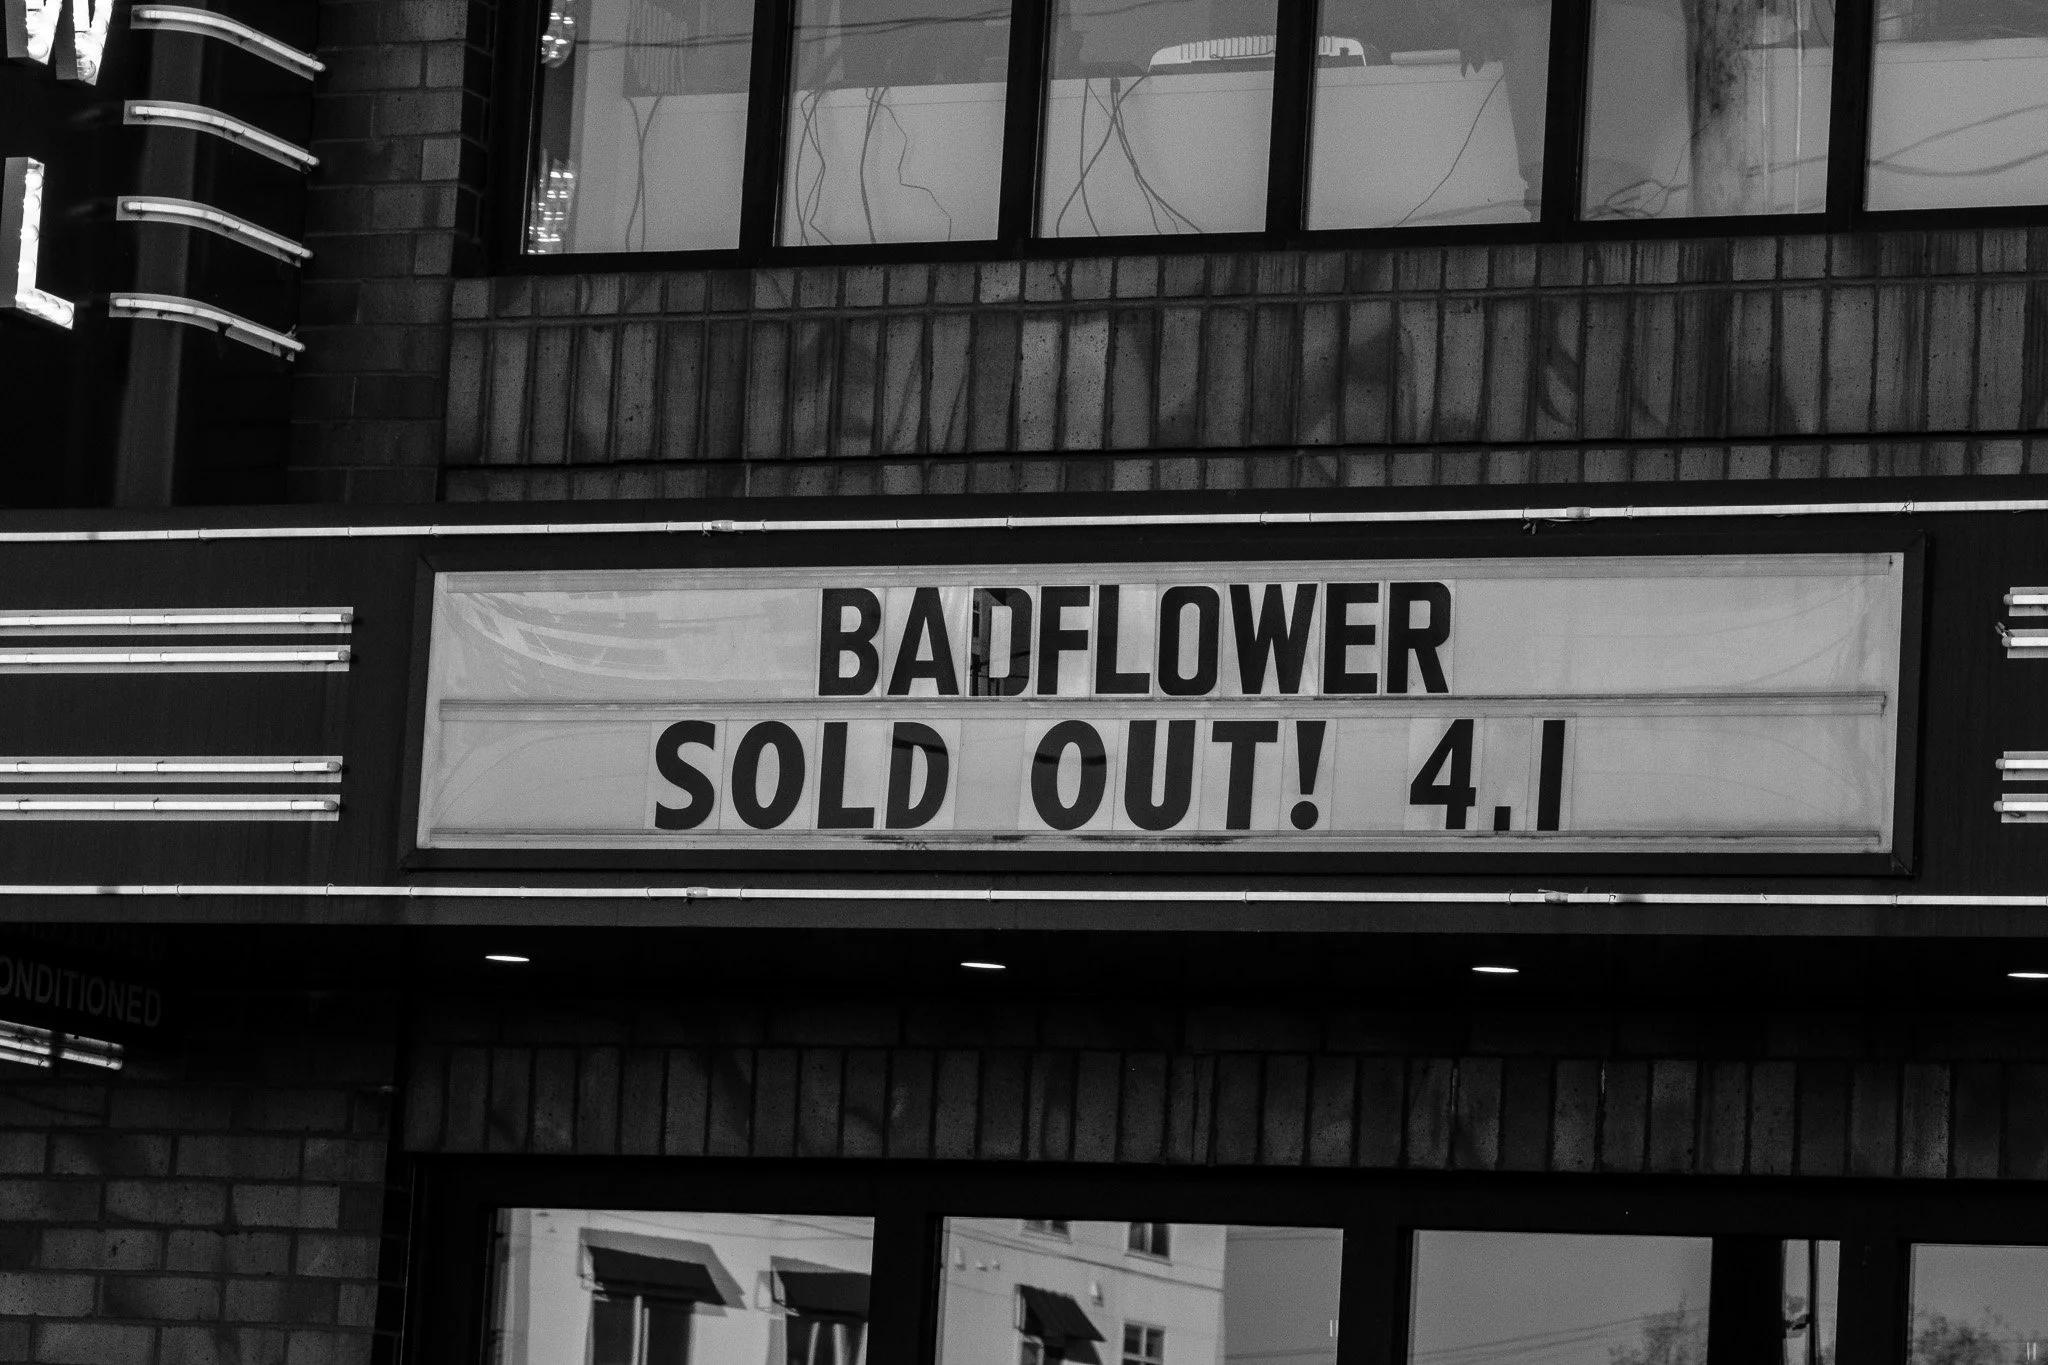 W
L
BADFLOWER
SOLD OUT! 4.1
ONDITIONED